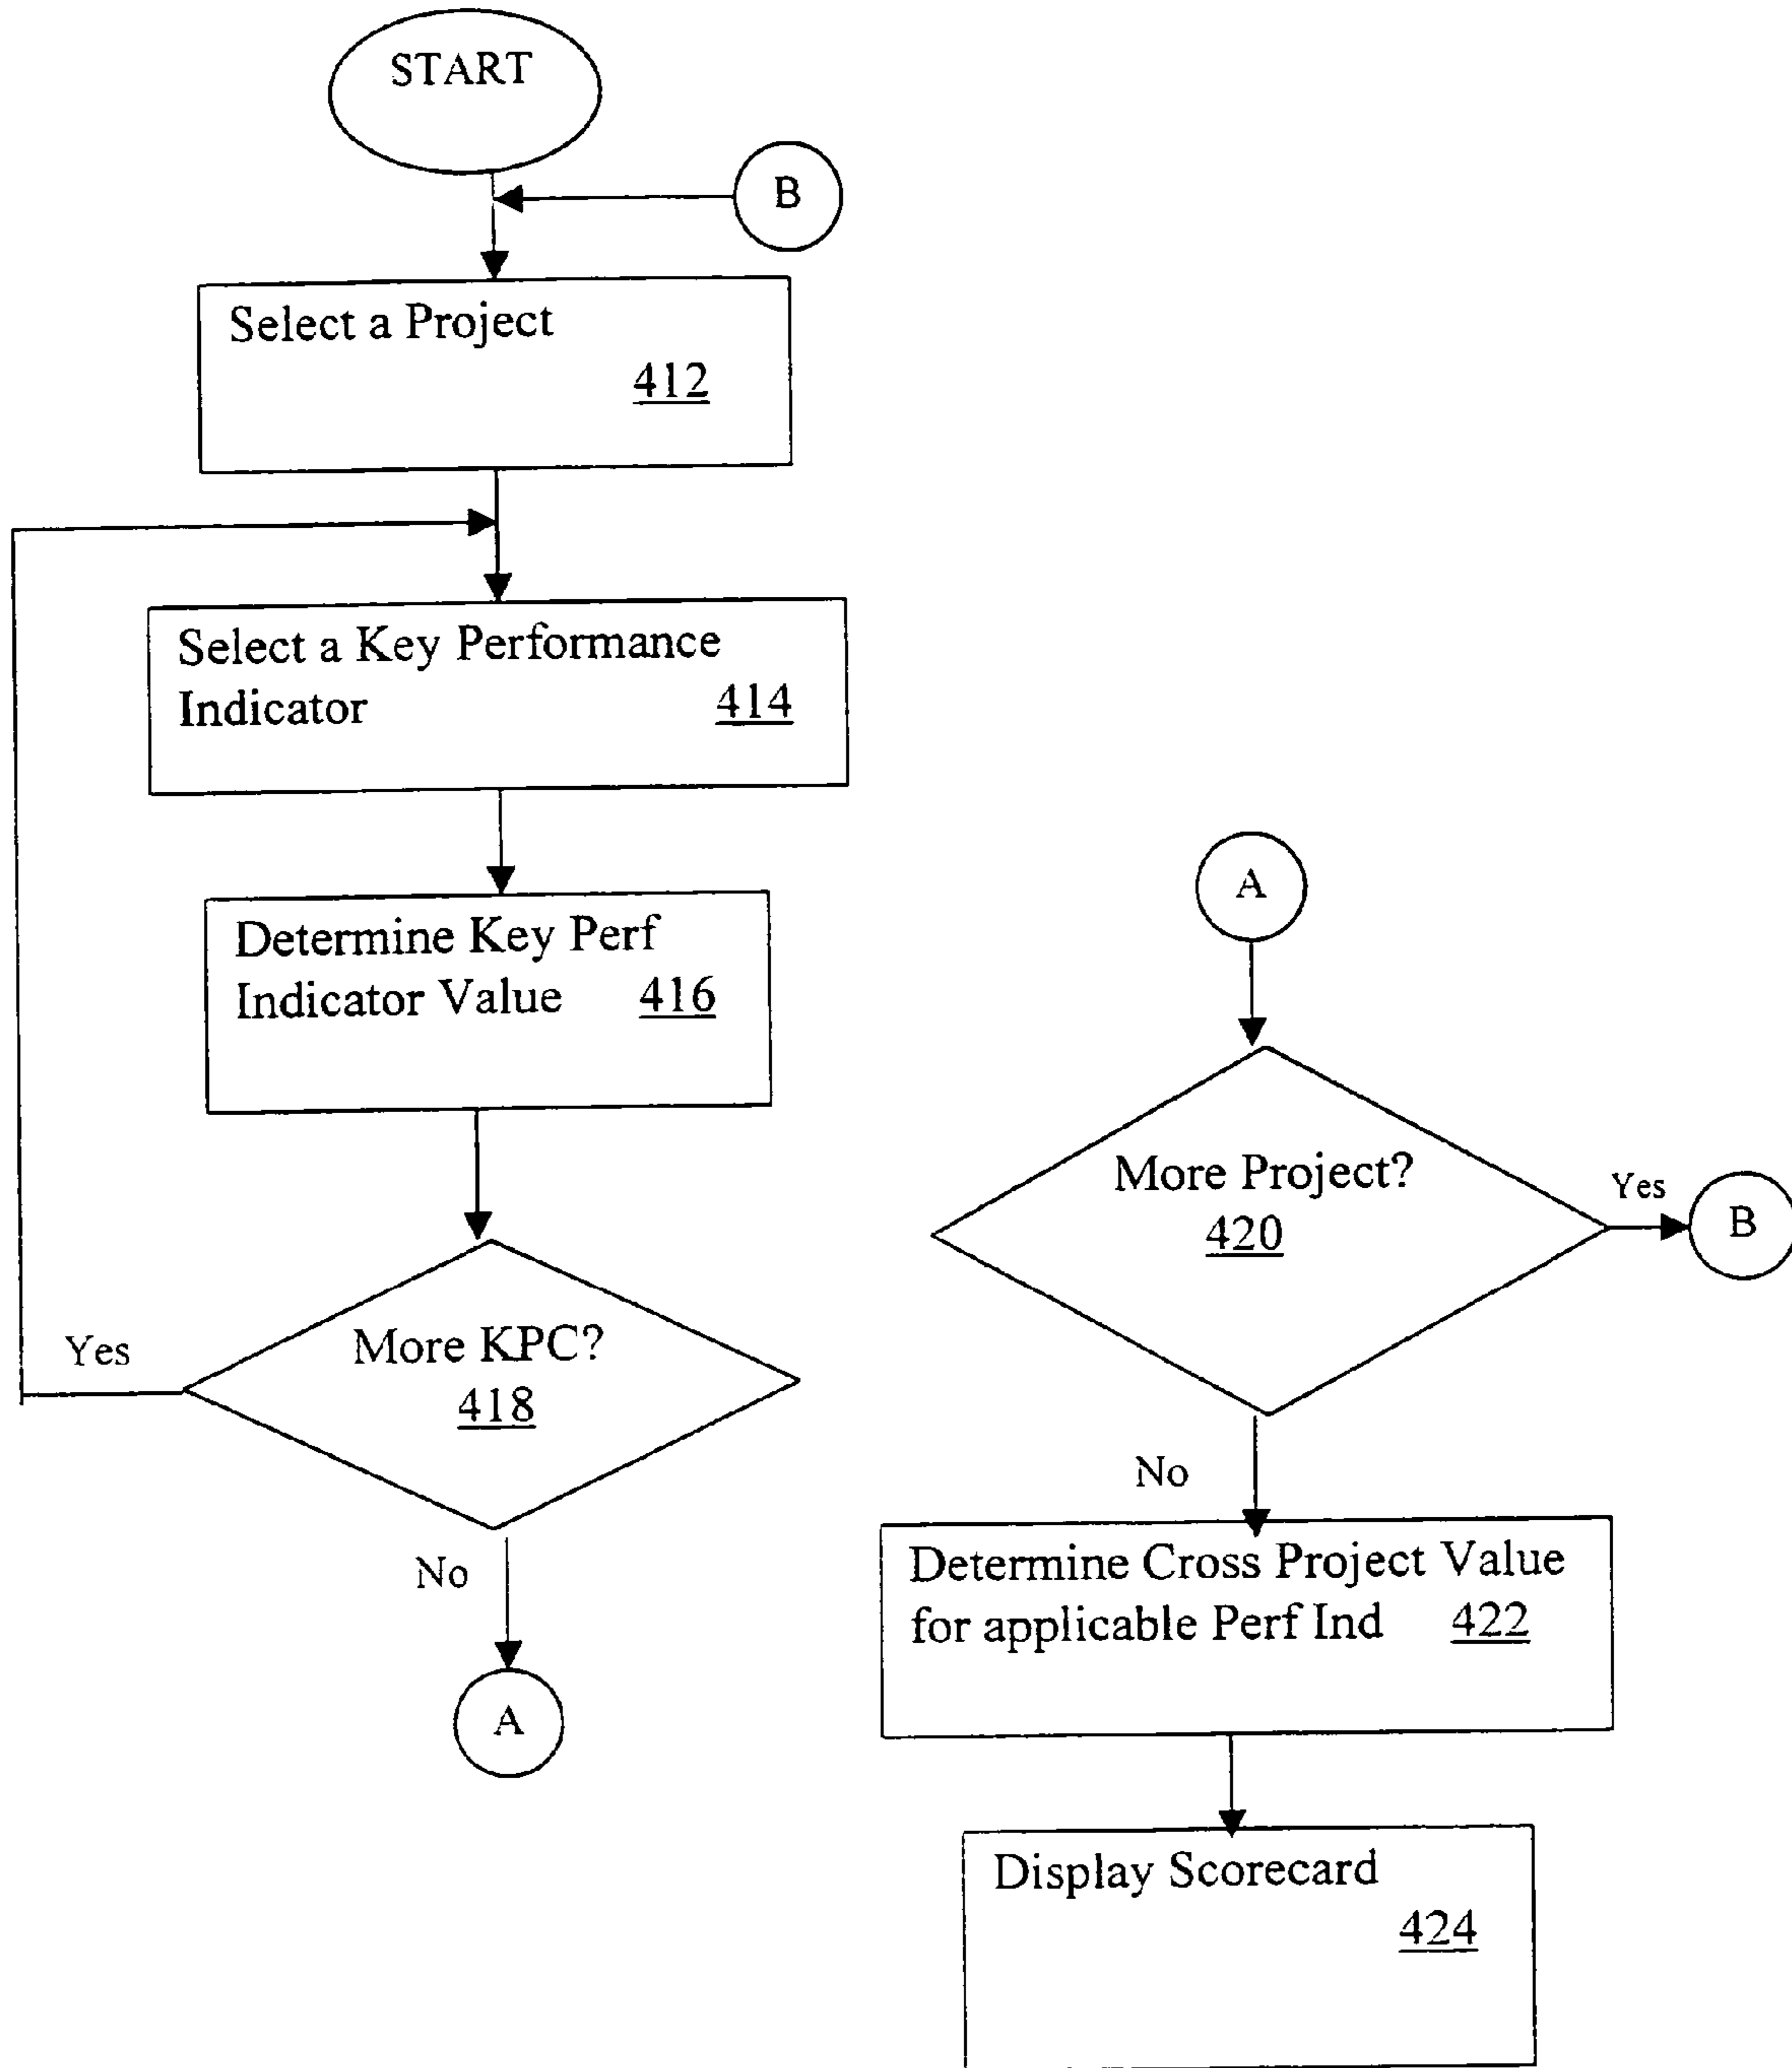 START
B
Select a Project
412
Select a Key Performance
Indicator 414
Determine Key Perf
Indicator Value 416
More KPC?
418
Yes
No
A
A
More Project?
420
Yes
B
No
Determine Cross Project Value
for applicable Perf Ind 422
Display Scorecard
424